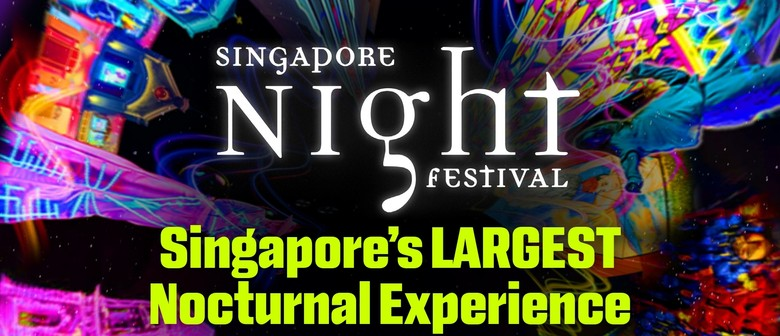 SINGAPORE
NIght
FESTIVAL
Singapore's LARGEST
Nocturnal Experience